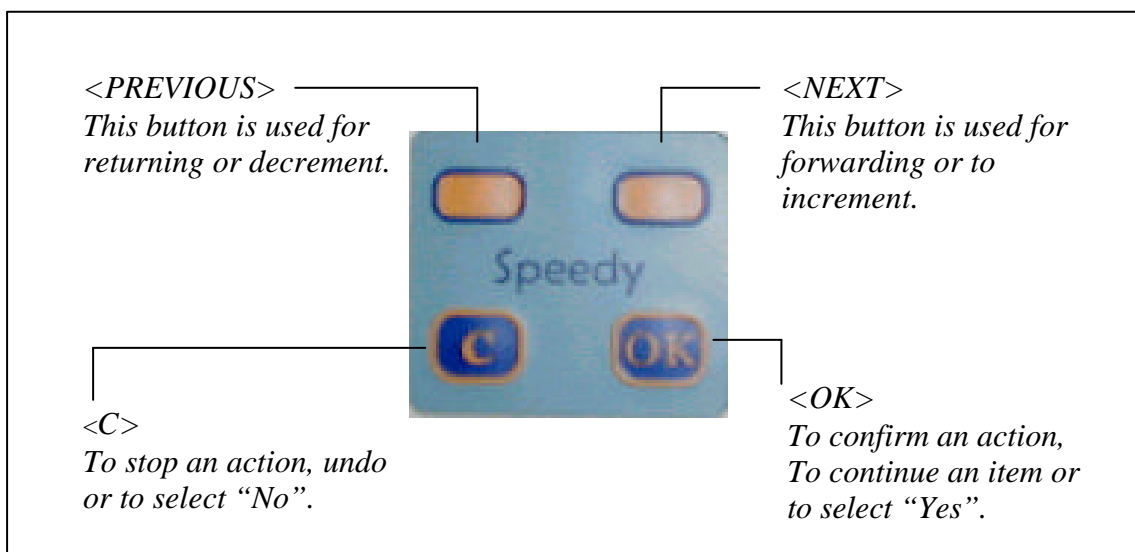 <PREVIOUS>
This button is used for
returning or decrement.
<NEXT>
This button is used for
forwarding or to
increment.
Speedy
C
OK
<C>
To stop an action, undo
or to select “No”.
<OK>
To confirm an action,
To continue an item or
to select “Yes”.